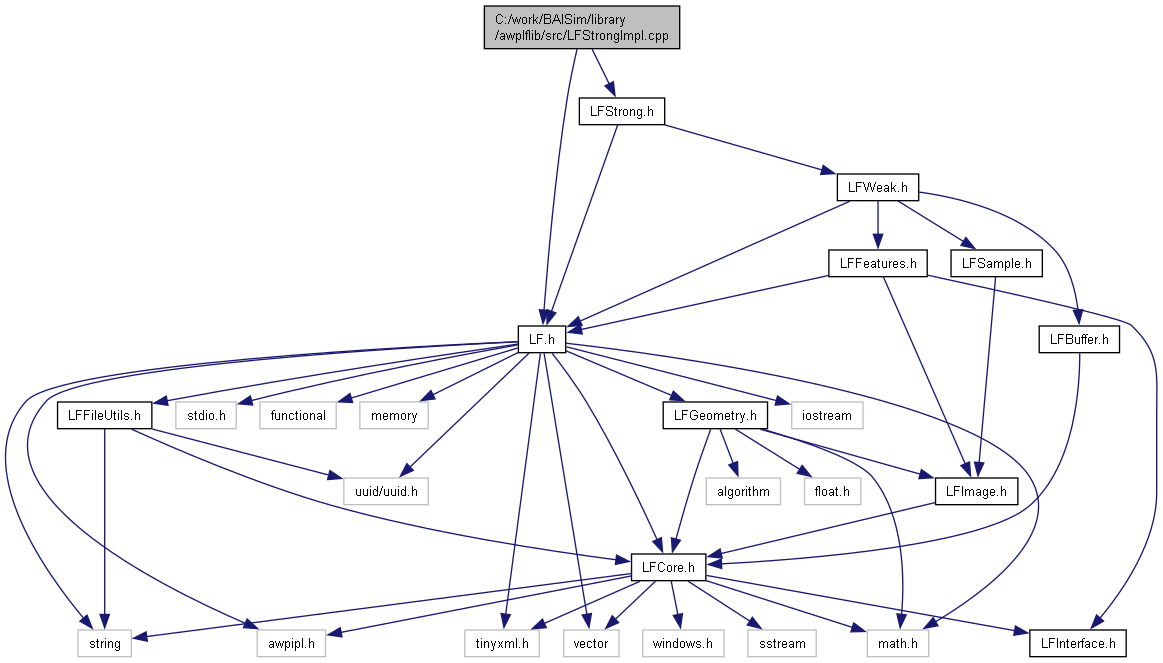 C:/work/BAISim/library
/awplflib/src/LFStrongImpl.cpp
LFStrong.h
LFWeak.h
LFFeatures.h
LFSample.h
LF.h
LFBuffer.h
LFFileUtils.h
stdio.h
functional
memory
LFGeometry.h
iostream
uuid/uuid.h
algorithm
float.h
LFImage.h
LFCore.h
string
awpipl.h
tinyxml.h
vector
windows.h
sstream
math.h
LFInterface.h